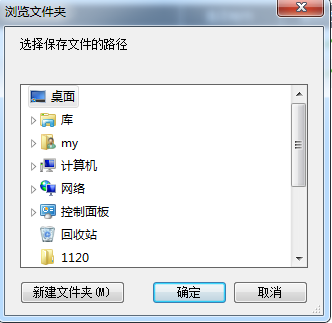 浏览文件夹
选择保存文件的路径
桌面
库
my
计算机
网络
控制面板
回收站
1120
新建文件夹(M)
确定
取消